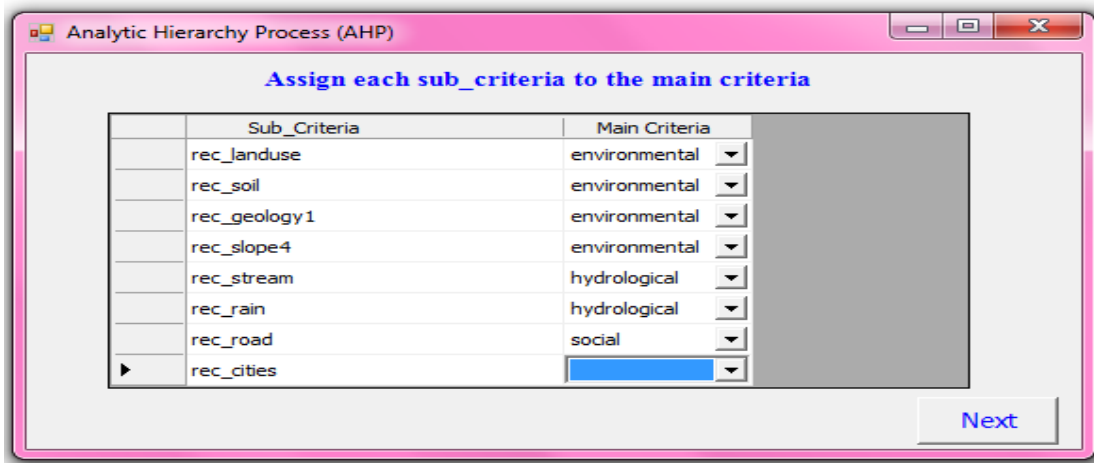 Analytic Hierarchy Process (AHP)
Assign each sub_criteria to the main criteria
Sub_Criteria Main Criteria
rec_landuse environmental
rec_soil environmental
rec_geology1 environmental
rec_slope4 environmental
rec_stream hydrological
rec_rain hydrological
rec_road social
rec_cities
Next